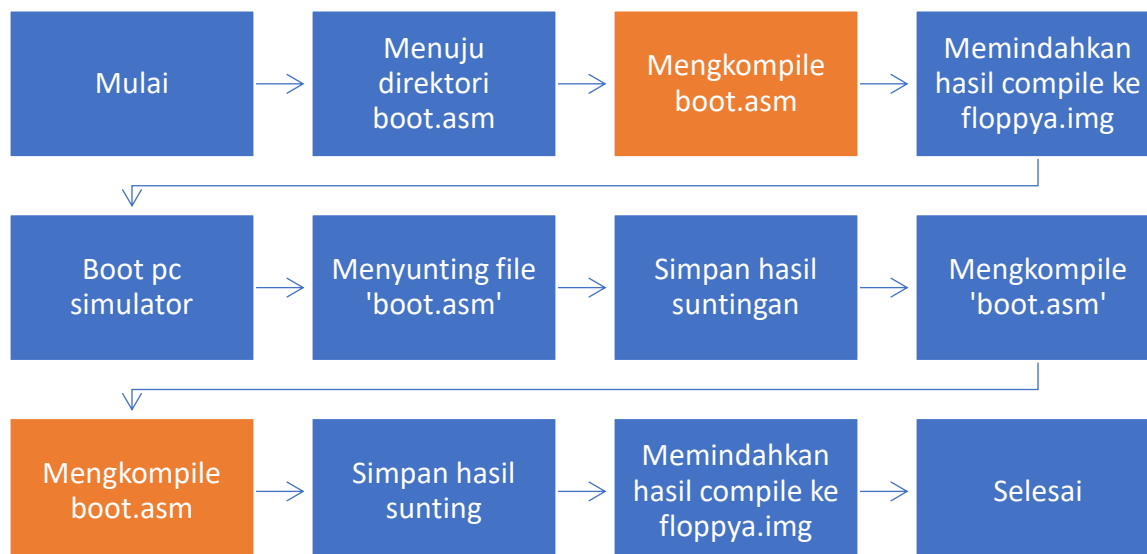 Mulai
Menuju
direktori
boot.asm
Mengkompile
boot.asm
Memindahkan
hasil compile ke
floppya.img
Boot pc
simulator
Menyunting file
'boot.asm'
Simpan hasil
suntingan
Mengkompile
'boot.asm'
Mengkompile
boot.asm
Simpan hasil
sunting
Memindahkan
hasil compile ke
floppya.img
Selesai